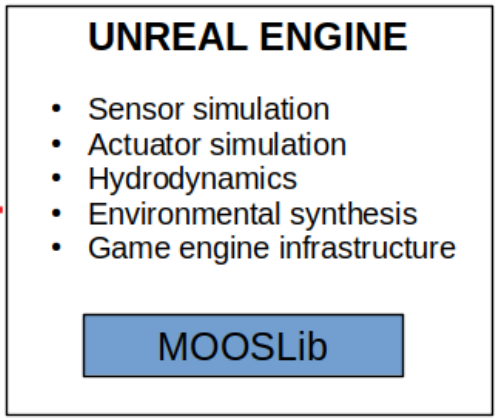 UNREAL ENGINE
• Sensor simulation
• Actuator simulation
• Hydrodynamics
• Environmental synthesis
• Game engine infrastructure
MOOSLib